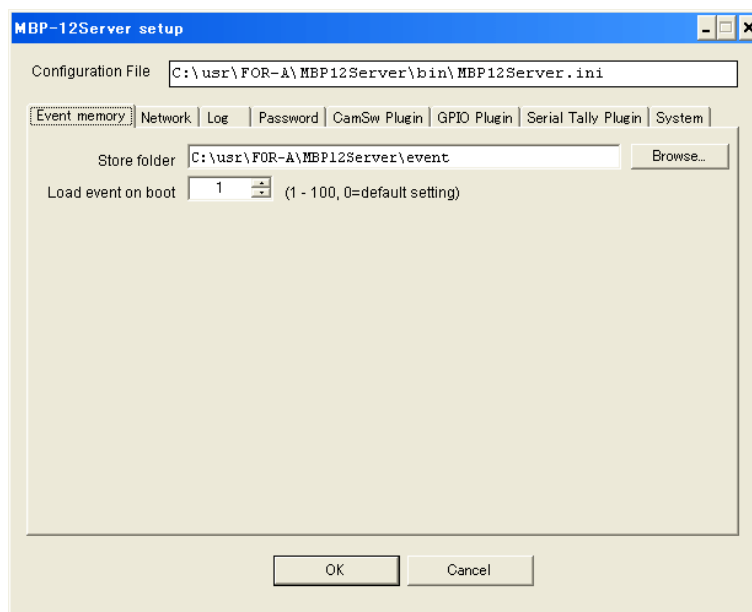 MBP-12Server setup
Configuration File C:\usr\FOR-A\MBP12Server\bin\MBP12Server.ini
Event memory Network Log Password CamSw Plugin GPIO Plugin Serial Tally Plugin System
Store folder C:\usr\FOR-A\MBP12Server\event Browse...
Load event on boot 1 (1 - 100, 0=default setting)
OK Cancel